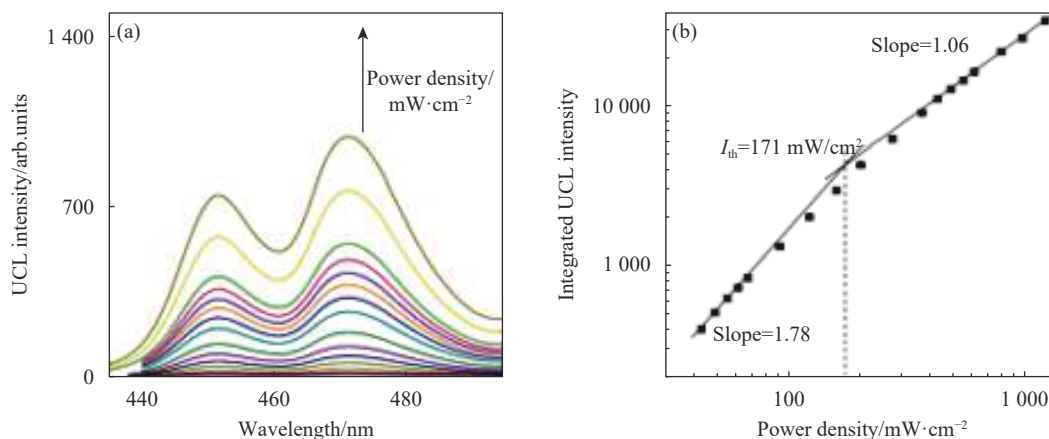 (a)
1 400
700
0
UCL intensity/arb.units
Power density/
mW·cm⁻²
440
460
480
Wavelength/nm
(b)
Slope=1.06
10 000
I_th=171 mW/cm²
1 000
Slope=1.78
Integrated UCL intensity
100
1 000
Power density/mW·cm⁻²